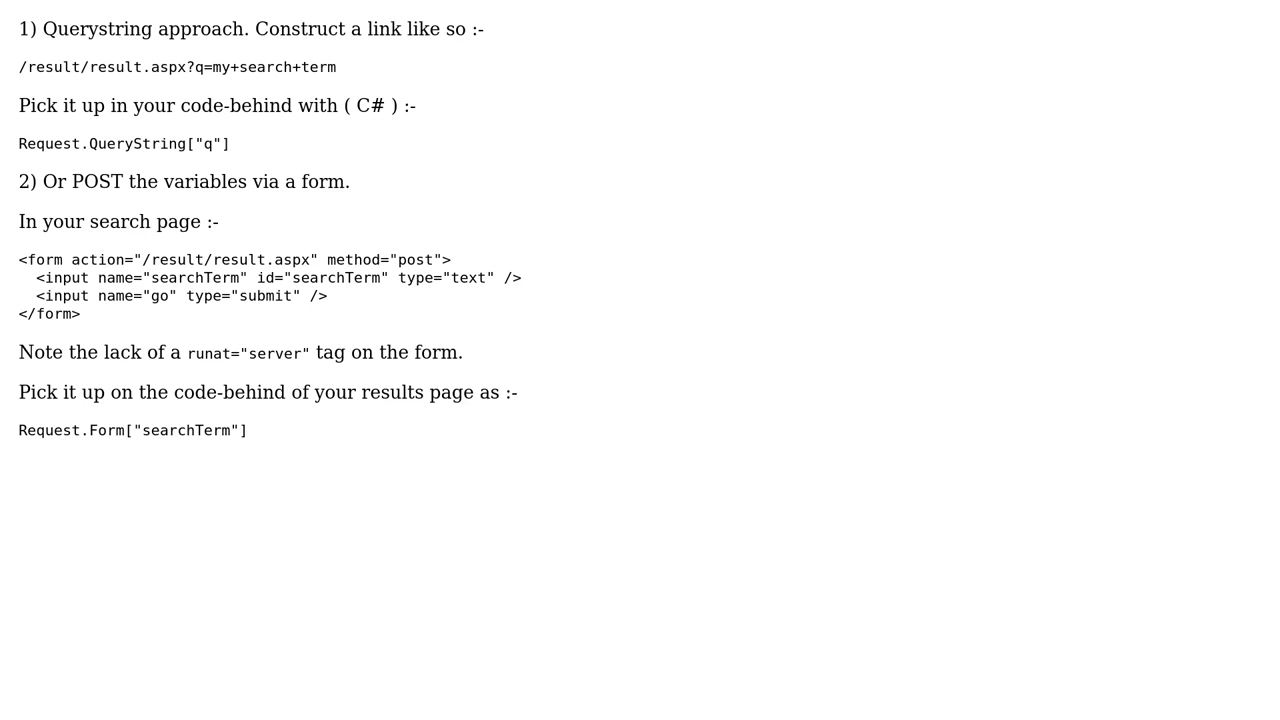 1) Querystring approach. Construct a link like so :-
/result/result.aspx?q=my+search+term
Pick it up in your code-behind with ( C# ) :-
Request.QueryString["q"]
2) Or POST the variables via a form.
In your search page :-
<form action="/result/result.aspx" method="post">
  <input name="searchTerm" id="searchTerm" type="text" />
  <input name="go" type="submit" />
</form>
Note the lack of a runat="server" tag on the form.
Pick it up on the code-behind of your results page as :-
Request.Form["searchTerm"]